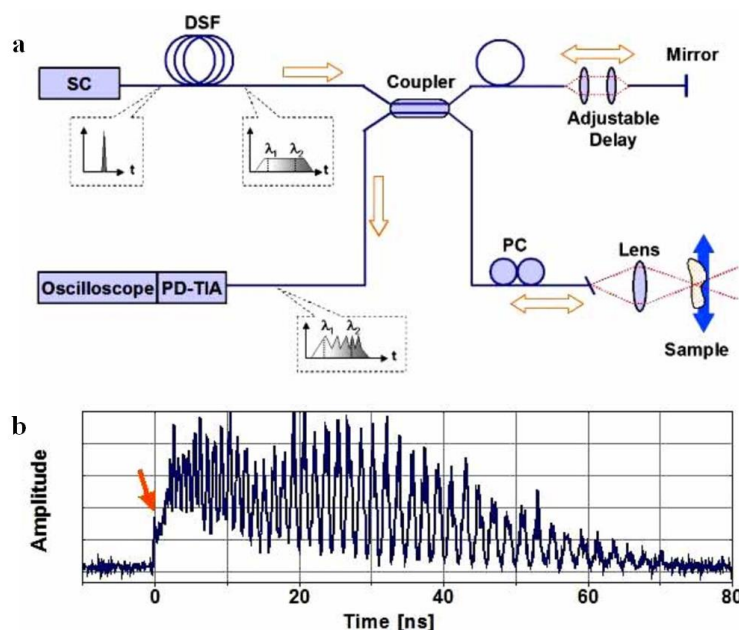 a
DSF
SC
Coupler
Mirror
Adjustable
Delay
t
λ1 λ2
t
PC
Lens
Oscilloscope PD-TIA
λ1 λ2
t
Sample
b
Amplitude
0 20 40 60 80
Time [ns]